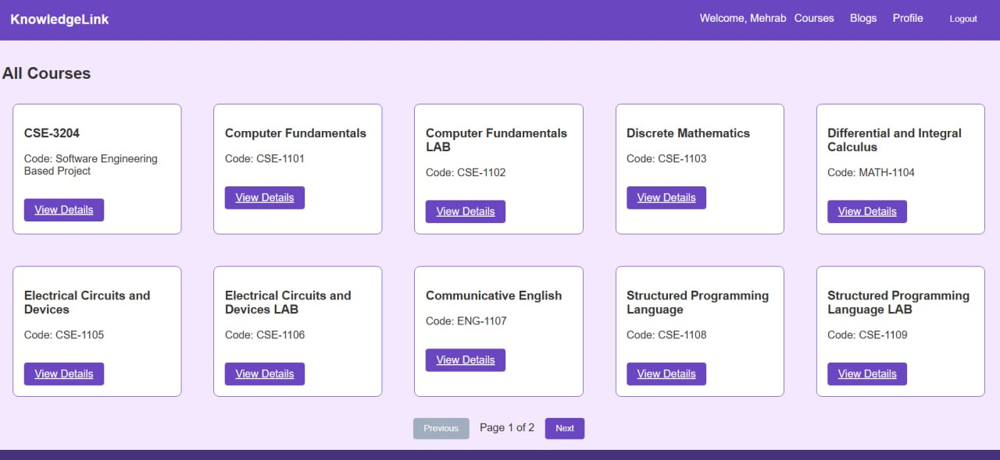 KnowledgeLink
Welcome, Mehrab Courses Blogs Profile Logout
All Courses
CSE-3204
Code: Software Engineering
Based Project
View Details
Computer Fundamentals
Code: CSE-1101
View Details
Computer Fundamentals
LAB
Code: CSE-1102
View Details
Discrete Mathematics
Code: CSE-1103
View Details
Differential and Integral
Calculus
Code: MATH-1104
View Details
Electrical Circuits and
Devices
Code: CSE-1105
View Details
Electrical Circuits and
Devices LAB
Code: CSE-1106
View Details
Communicative English
Code: ENG-1107
View Details
Structured Programming
Language
Code: CSE-1108
View Details
Structured Programming
Language LAB
Code: CSE-1109
View Details
Previous Page 1 of 2 Next